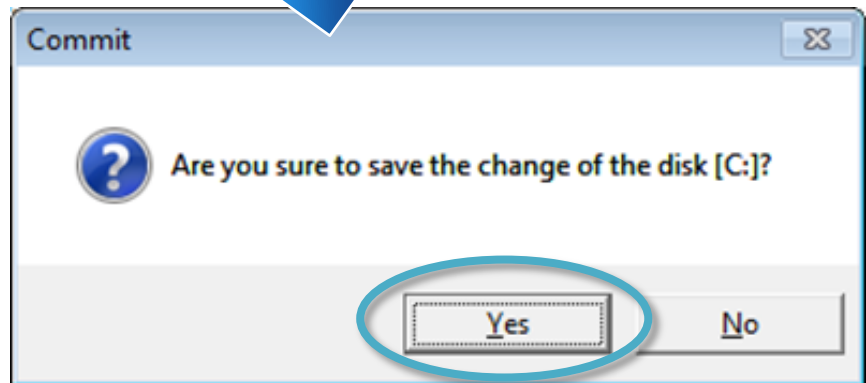 Commit
Are you sure to save the change of the disk [C:]?
Yes
No